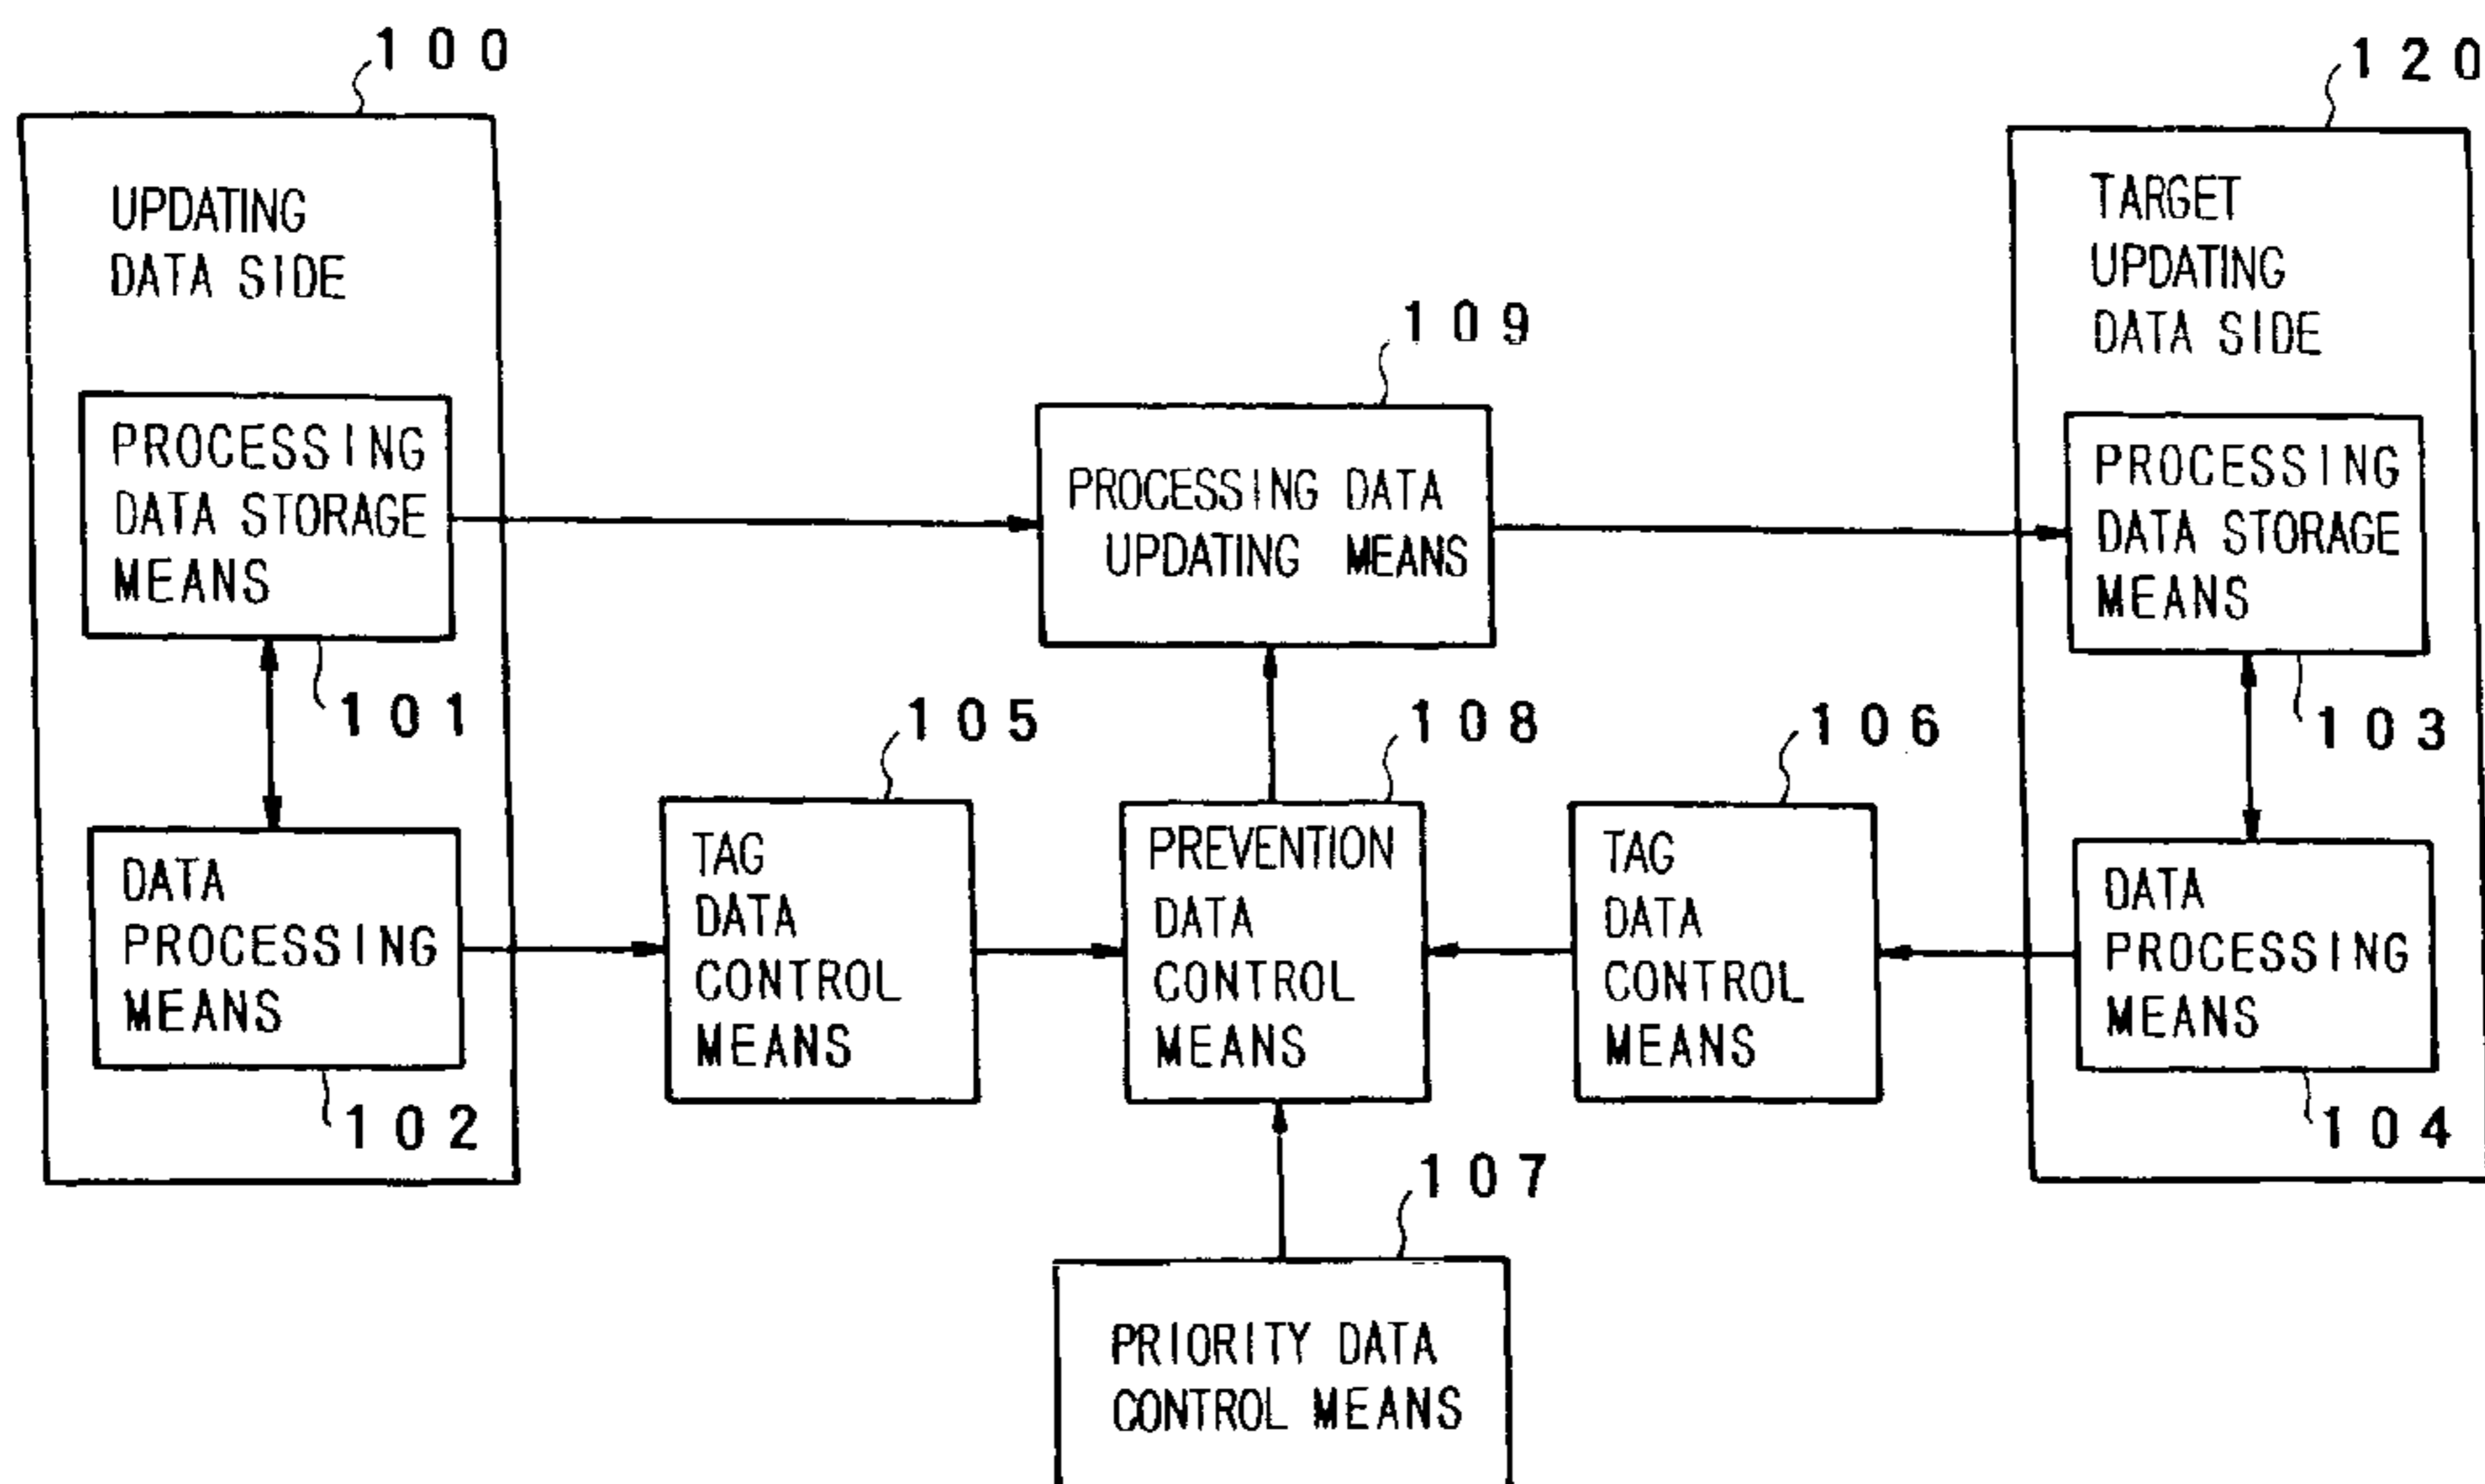 100
UPDATING
DATA SIDE
PROCESSING
DATA STORAGE
MEANS
101
DATA
PROCESSING
MEANS
102
105
TAG
DATA
CONTROL
MEANS
109
PROCESSING DATA
UPDATING MEANS
108
PREVENTION
DATA
CONTROL
MEANS
107
PRIORITY DATA
CONTROL MEANS
106
TAG
DATA
CONTROL
MEANS
120
TARGET
UPDATING
DATA SIDE
PROCESSING
DATA STORAGE
MEANS
103
DATA
PROCESSING
MEANS
104